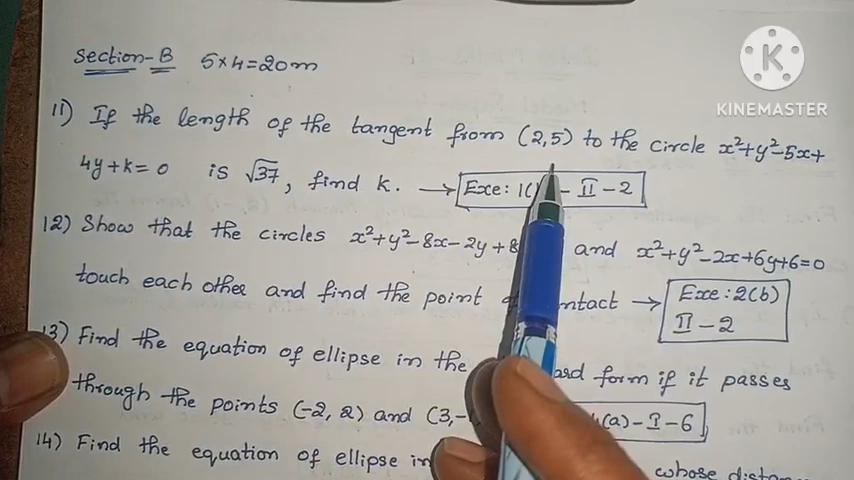 Section-B 5×4=20m
11) If the length of the tangent from (2,5) to the circle x²+y²-5x+
4y+k=0 is √37, find k. → Exe: 1( - II - 2
12) Show that the circles x²+y²-8x-2y+8 and x²+y²-2x+6y+6=0
touch each other and find the point contact → Exe: 2(b)
II-2
13) Find the equation of ellipse in the form if it passes
through the points (-2, 2) and (3,- (a) - I - 6
14) Find the equation of ellipse in whose
K
KINEMASTER